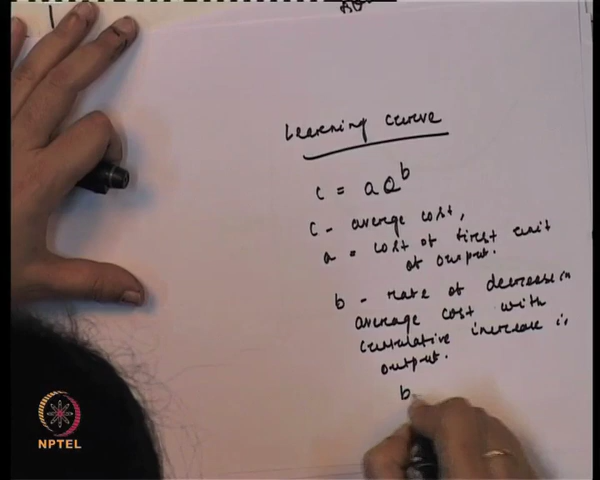 Learning curve
c = aQ^b
c - average cost,
a = cost of first unit
of output.
b - rate of decrease in
average cost with
cumulative increase in
output.
b
NPTEL